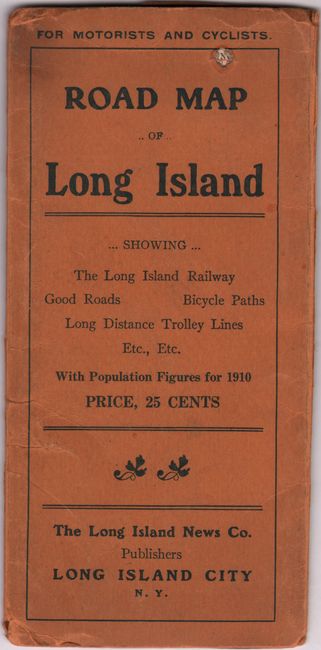 FOR MOTORISTS AND CYCLISTS.
ROAD MAP
.. OF ..
Long Island
... SHOWING ...
The Long Island Railway
Good Roads Bicycle Paths
Long Distance Trolley Lines
Etc., Etc.
With Population Figures for 1910
PRICE, 25 CENTS
The Long Island News Co.
Publishers
LONG ISLAND CITY
N. Y.